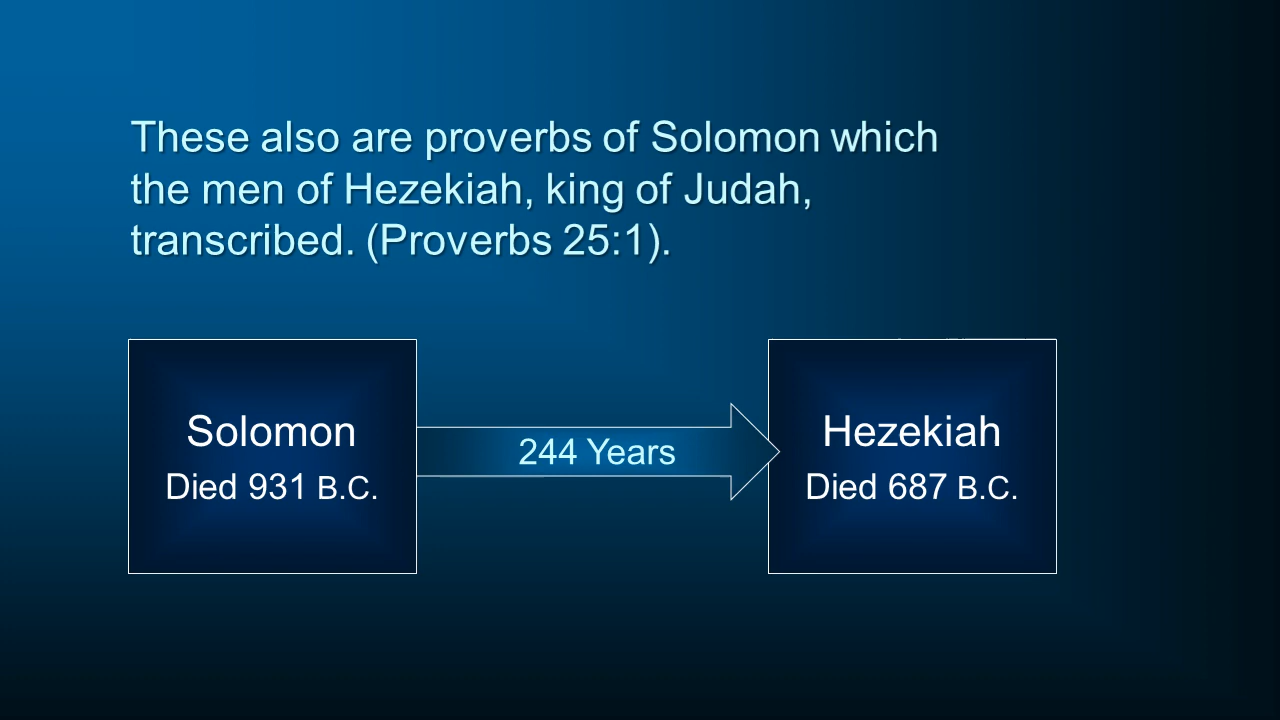 These also are proverbs of Solomon which
the men of Hezekiah, king of Judah,
transcribed. (Proverbs 25:1).
Solomon
Died 931 B.C.
244 Years
Hezekiah
Died 687 B.C.